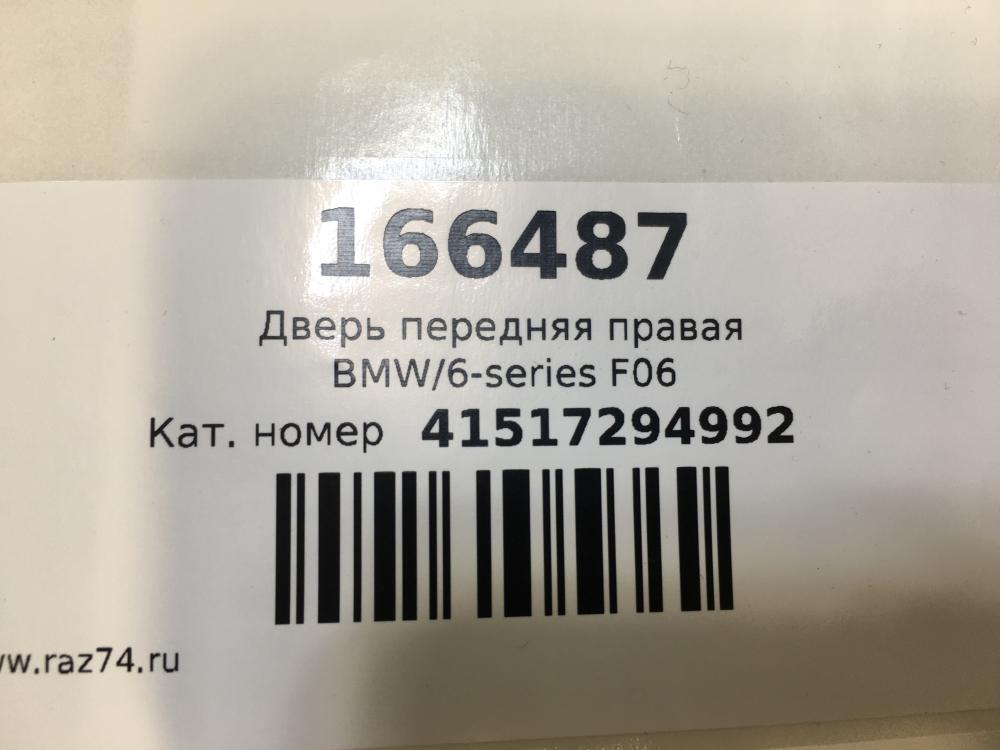 166487
Дверь передняя правая
BMW/6-series F06
Кат. номер 41517294992
w.raz74.ru